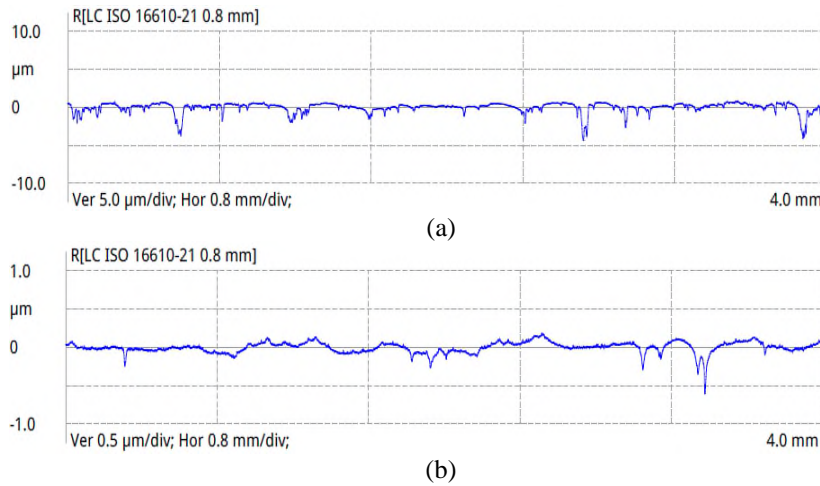 R[LC ISO 16610-21 0.8 mm]
10.0
µm
0
-10.0
Ver 5.0 µm/div; Hor 0.8 mm/div;
4.0 mm
(a)
R[LC ISO 16610-21 0.8 mm]
1.0
µm
0
-1.0
Ver 0.5 µm/div; Hor 0.8 mm/div;
4.0 mm
(b)